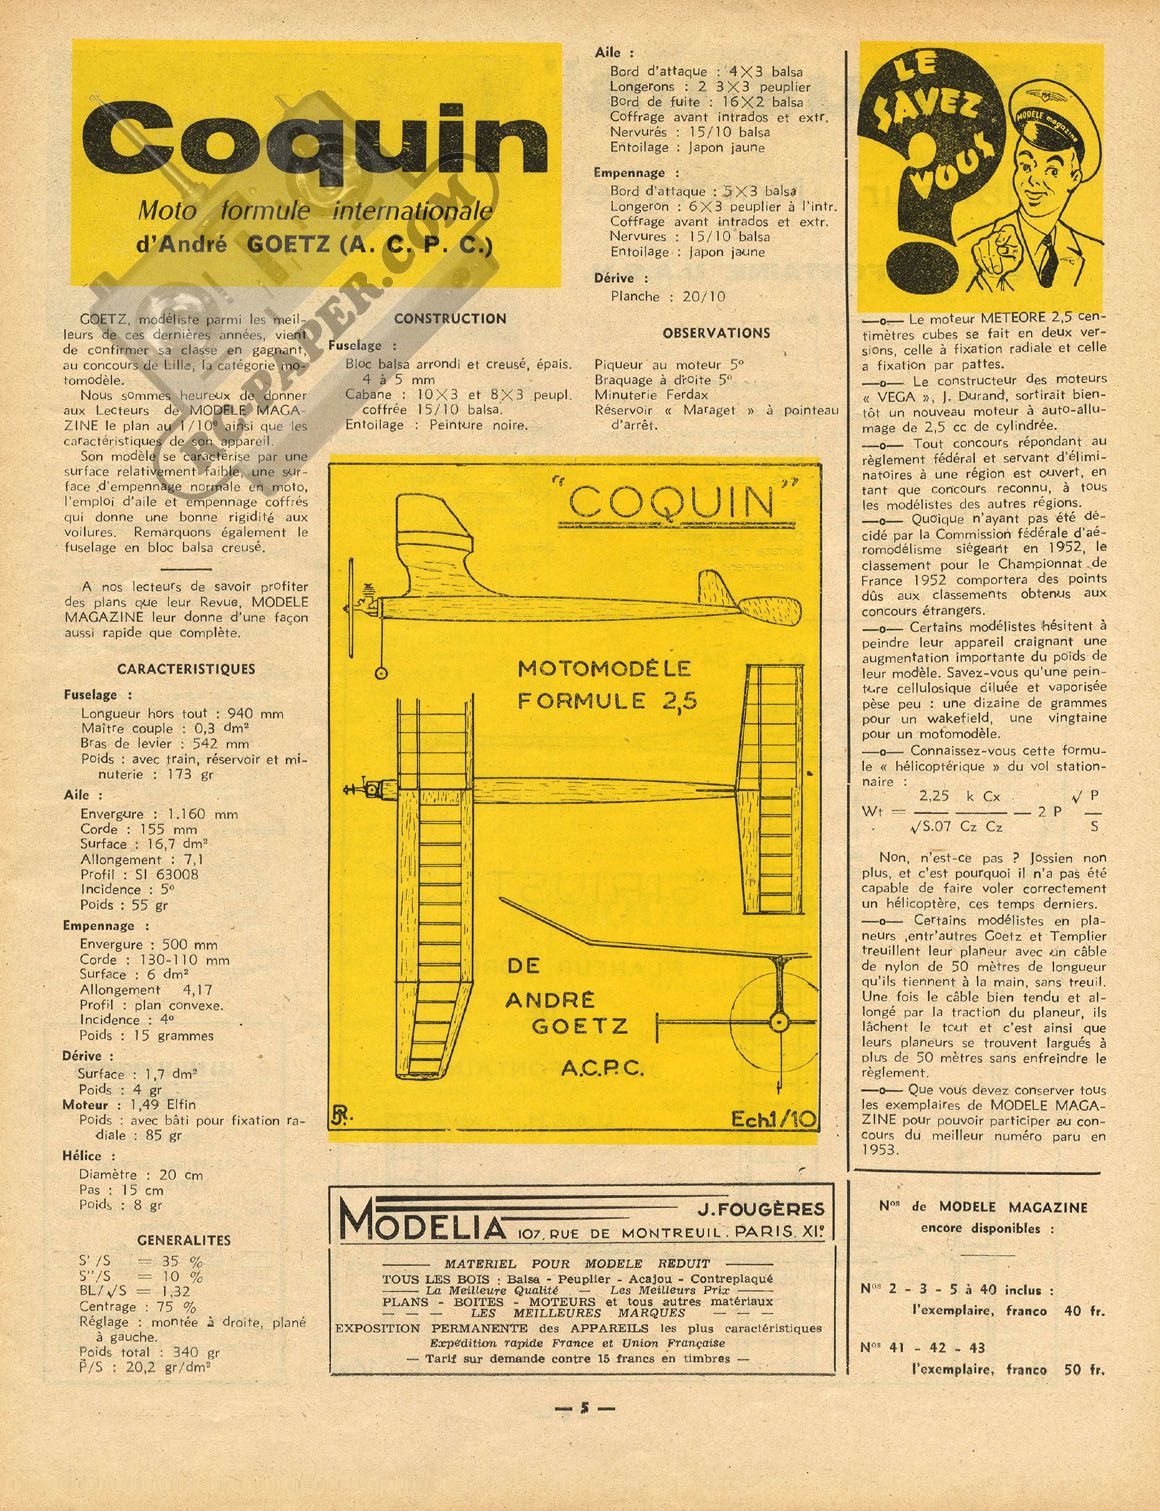 Coquin
Moto formule internationale
d'André GOETZ (A. C. P. C.)
RCPAPER.COM
GOETZ, modéliste parmi les meil-
leurs de ces dernières années, vient
de confirmer sa classe en gagnant,
au concours de Lille, la catégorie mo-
tomodèle.
Nous sommes heureux de donner
aux Lecteurs de MODELE MAGA-
ZINE le plan au 1/10e ainsi que les
caractéristiques de son appareil.
Son modèle se caractérise par une
surface relativement faible, une sur-
face d'empennage normale en moto,
l'emploi d'aile et empennage coffrés
qui donne une bonne rigidité aux
voilures. Remarquons également le
fuselage en bloc balsa creusé.
A nos lecteurs de savoir profiter
des plans que leur Revue, MODELE
MAGAZINE leur donne d'une façon
aussi rapide que complète.
CARACTERISTIQUES
Fuselage :
Longueur hors tout : 940 mm
Maître couple : 0,3 dm²
Bras de levier : 542 mm
Poids : avec train, réservoir et mi-
nuterie : 173 gr
Aile :
Envergure : 1.160 mm
Corde : 155 mm
Surface : 16,7 dm²
Allongement : 7,1
Profil : SI 63008
Incidence : 5°
Poids : 55 gr
Empennage :
Envergure : 500 mm
Corde : 130-110 mm
Surface : 6 dm²
Allongement 4,17
Profil : plan convexe.
Incidence : 4°
Poids : 15 grammes
Dérive :
Surface : 1,7 dm²
Poids : 4 gr
Moteur : 1,49 Elfin
Poids : avec bâti pour fixation ra-
diale : 85 gr
Hélice :
Diamètre : 20 cm
Pas : 15 cm
Poids : 8 gr
GENERALITES
S'/S = 35 %
S''/S = 10 %
BL/√S = 1,32
Centrage : 75 %
Réglage : montée à droite, plané
à gauche.
Poids total : 340 gr
P/S : 20,2 gr/dm²
CONSTRUCTION
Fuselage :
Bloc balsa arrondi et creusé, épais.
4 à 5 mm
Cabane : 10×3 et 8×3 peupl.
coffrée 15/10 balsa.
Entoilage : Peinture noire.
Aile :
Bord d'attaque : 4×3 balsa
Longerons : 2 3×3 peuplier
Bord de fuite : 16×2 balsa
Coffrage avant intrados et extr.
Nervurés : 15/10 balsa
Entoilage : Japon jaune
Empennage :
Bord d'attaque : 5×3 balsa
Longeron : 6×3 peuplier à l'intr.
Coffrage avant intrados et extr.
Nervures : 15/10 balsa
Entoilage : Japon jaune
Dérive :
Planche : 20/10
OBSERVATIONS
Piqueur au moteur 5°
Braquage à droite 5°
Minuterie Ferdax
Réservoir « Maraget » à pointeau
d'arrêt.
"COQUIN"
MOTOMODÈLE
FORMULE 2,5
DE
ANDRÉ
GOETZ
A.C.P.C.
JR.
Ech.1/10
MODELIA
J.FOUGÈRES
107, RUE DE MONTREUIL. PARIS. XIe
MATERIEL POUR MODELE REDUIT
TOUS LES BOIS : Balsa - Peuplier - Acajou - Contreplaqué
La Meilleure Qualité — Les Meilleurs Prix
PLANS - BOITES - MOTEURS et tous autres matériaux
— — — LES MEILLEURES MARQUES — — —
EXPOSITION PERMANENTE des APPAREILS les plus caractéristiques
Expédition rapide France et Union Française
— Tarif sur demande contre 15 francs en timbres —
LE
SAVEZ
VOUS
MODÈLE magazine
MA
—o— Le moteur METEORE 2,5 cen-
timètres cubes se fait en deux ver-
sions, celle à fixation radiale et celle
a fixation par pattes.
—o— Le constructeur des moteurs
« VEGA », J. Durand, sortirait bien-
tôt un nouveau moteur à auto-allu-
mage de 2,5 cc de cylindrée.
—o— Tout concours répondant au
règlement fédéral et servant d'élimi-
natoires à une région est ouvert, en
tant que concours reconnu, à tous
les modélistes des autres régions.
—o— Quoique n'ayant pas été dé-
cidé par la Commission fédérale d'aé-
romodélisme siégeant en 1952, le
classement pour le Championnat de
France 1952 comportera des points
dûs aux classements obtenus aux
concours étrangers.
—o— Certains modélistes hésitent à
peindre leur appareil craignant une
augmentation importante du poids de
leur modèle. Savez-vous qu'une pein-
ture cellulosique diluée et vaporisée
pèse peu : une dizaine de grammes
pour un wakefield, une vingtaine
pour un motomodèle.
—o— Connaissez-vous cette formu-
le « hélicoptérique » du vol station-
naire :
2,25 k Cx √ P
Wt = ——— ——— — 2 P —
√S.07 Cz Cz S
Non, n'est-ce pas ? Jossien non
plus, et c'est pourquoi il n'a pas été
capable de faire voler correctement
un hélicoptère, ces temps derniers.
—o— Certains modélistes en pla-
neurs ,entr'autres Goetz et Templier
treuillent leur planeur avec un câble
de nylon de 50 mètres de longueur
qu'ils tiennent à la main, sans treuil.
Une fois le câble bien tendu et al-
longé par la traction du planeur, ils
lâchent le tout et c'est ainsi que
leurs planeurs se trouvent largués à
plus de 50 mètres sans enfreindre le
règlement.
—o— Que vous devez conserver tous
les exemplaires de MODELE MAGA-
ZINE pour pouvoir participer au con-
cours du meilleur numéro paru en
1953.
Nos de MODELE MAGAZINE
encore disponibles :
Nos 2 - 3 - 5 à 40 inclus :
l'exemplaire, franco 40 fr.
Nos 41 - 42 - 43
l'exemplaire, franco 50 fr.
— 5 —